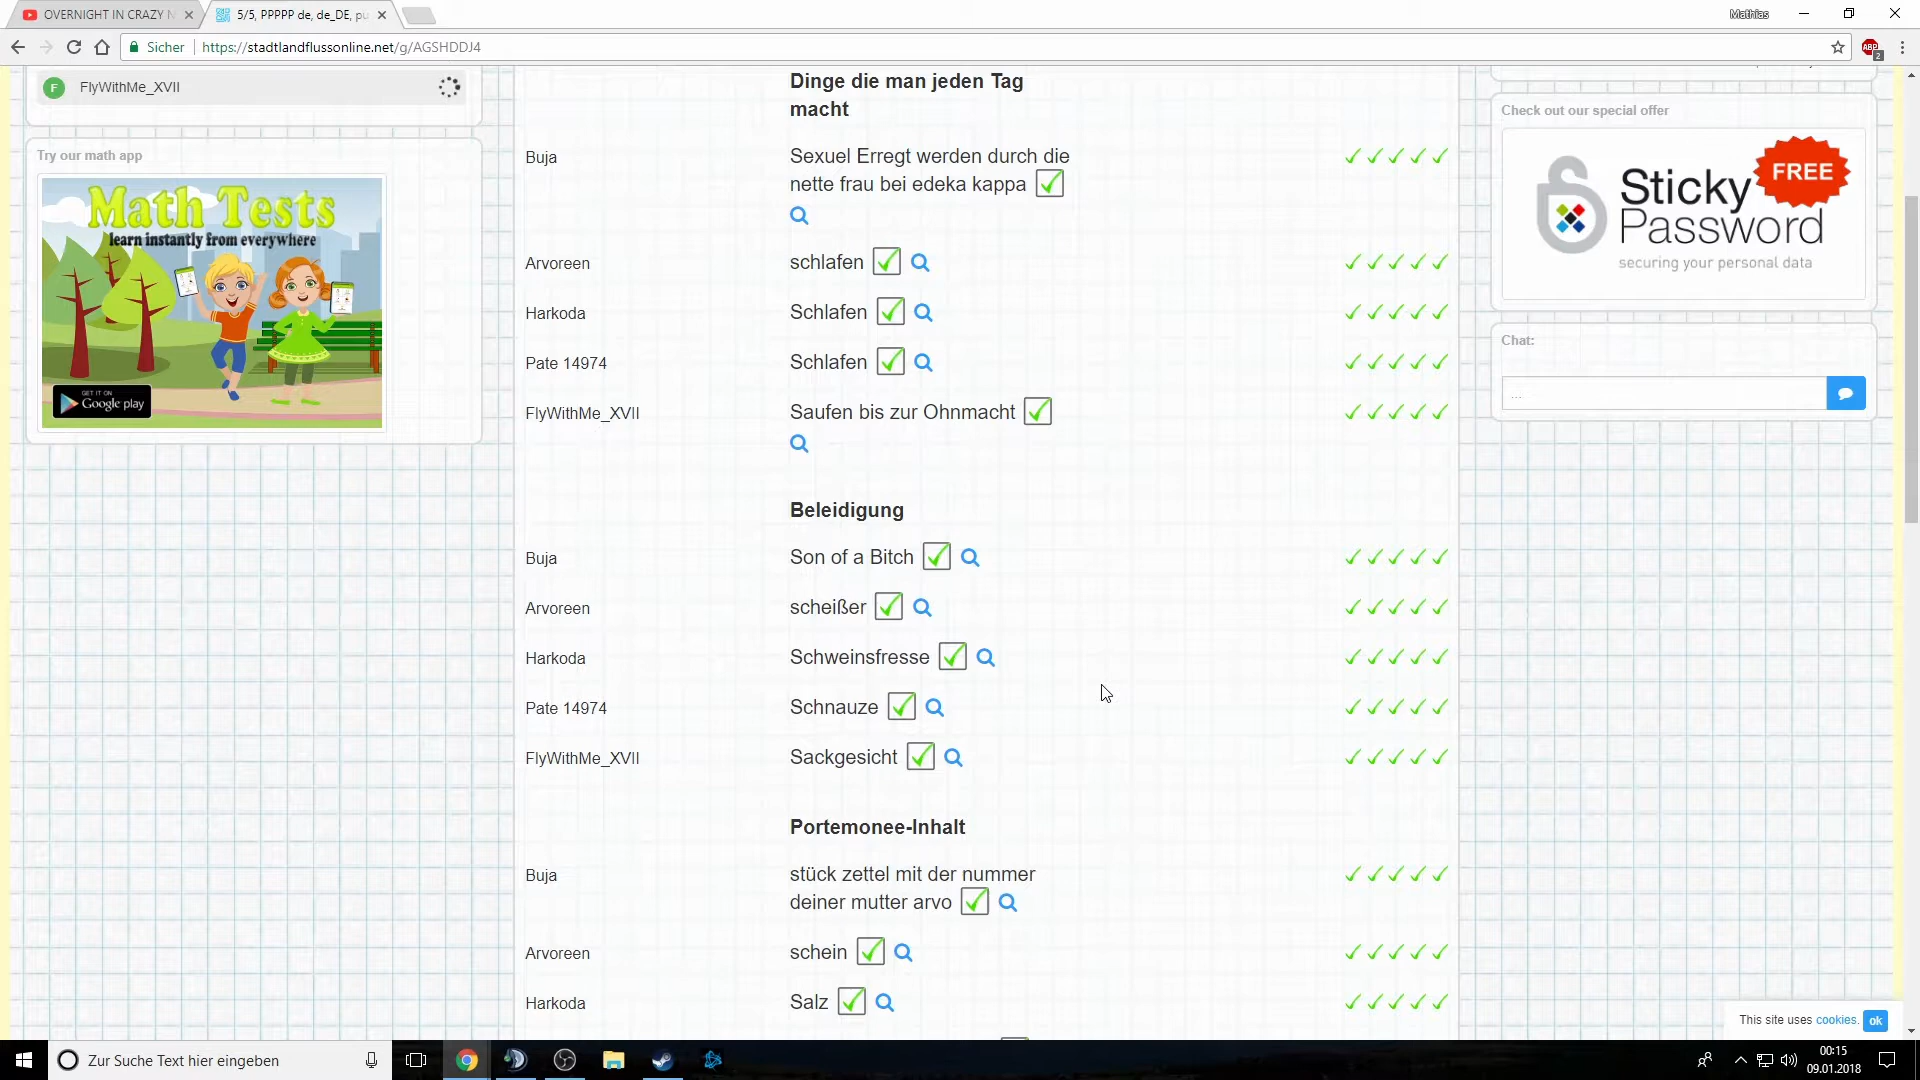 OVERNIGHT IN CRAZY N
5/5, PPPPP de, de_DE, pu
Mathias
Sicher
https://stadtlandflussonline.net/g/AGSHDDJ4
ABP
2
F
FlyWithMe_XVII
Try our math app
Math Tests
learn instantly from everywhere
GET IT ON
Google play
Dinge die man jeden Tag
macht
Buja
Sexuel Erregt werden durch die
nette frau bei edeka kappa
Arvoreen
schlafen
Harkoda
Schlafen
Pate 14974
Schlafen
FlyWithMe_XVII
Saufen bis zur Ohnmacht
Beleidigung
Buja
Son of a Bitch
Arvoreen
scheißer
Harkoda
Schweinsfresse
Pate 14974
Schnauze
FlyWithMe_XVII
Sackgesicht
Portemonee-Inhalt
Buja
stück zettel mit der nummer
deiner mutter arvo
Arvoreen
schein
Harkoda
Salz
Check out our special offer
FREE
Sticky
Password
securing your personal data
Chat:
...
This site uses cookies.
ok
Zur Suche Text hier eingeben
00:15
09.01.2018